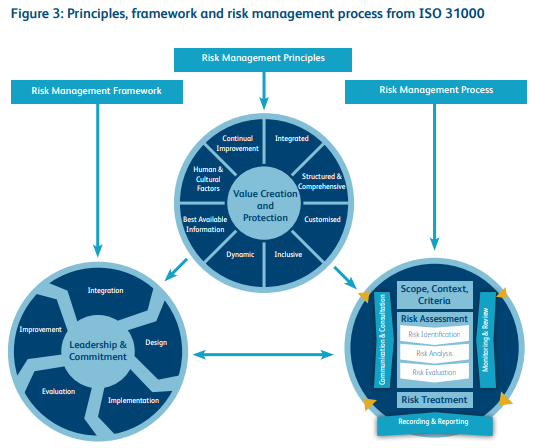 Figure 3: Principles, framework and risk management process from ISO 31000
Risk Management Principles
Risk Management Framework
Risk Management Process
Continual
Improvement
Integrated
Human &
Cultural
Factors
Structured &
Comprehensive
Value Creation
and
Protection
Best Available
Information
Customised
Dynamic
Inclusive
Integration
Improvement
Design
Leadership &
Commitment
Evaluation
Implementation
Scope, Context,
Criteria
Communication & Consultation
Risk Assessment
Risk Identification
Risk Analysis
Risk Evaluation
Monitoring & Review
Risk Treatment
Recording & Reporting